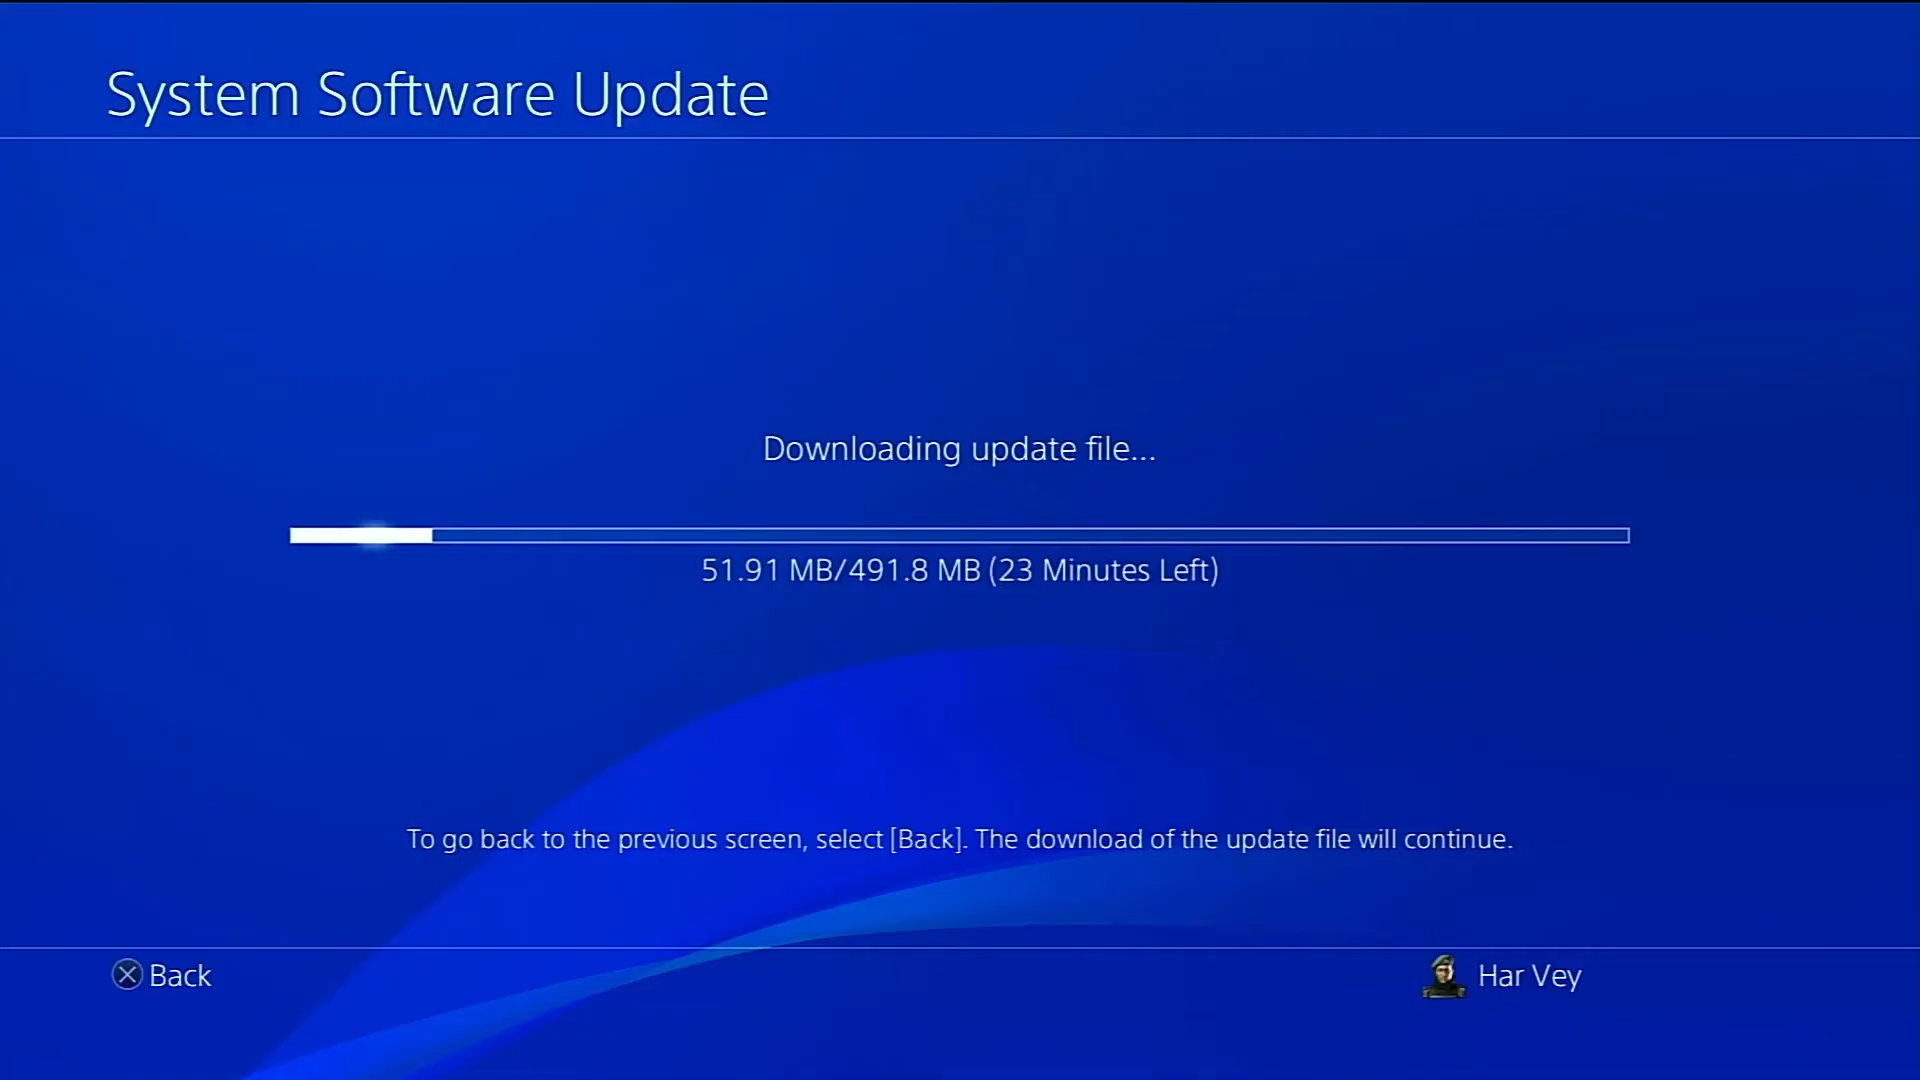 System Software Update
Downloading update file...
51.91 MB/491.8 MB (23 Minutes Left)
To go back to the previous screen, select [Back]. The download of the update file will continue.
Back
Har Vey